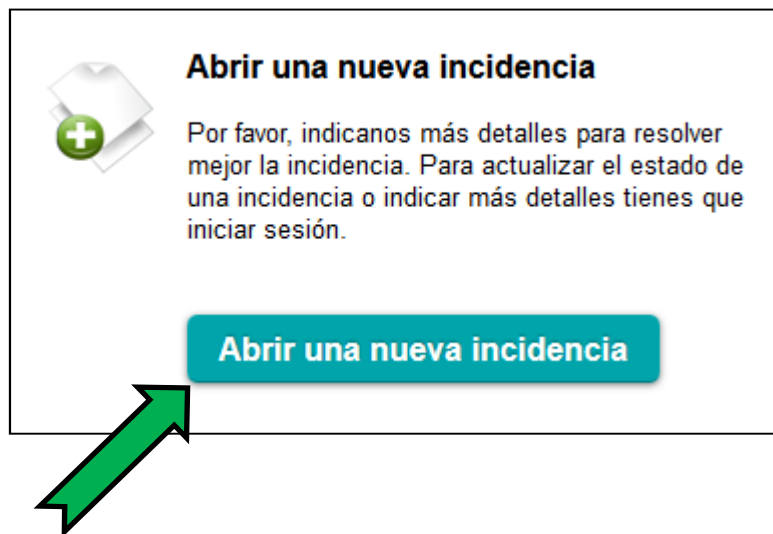 Abrir una nueva incidencia
Por favor, indicanos más detalles para resolver
mejor la incidencia. Para actualizar el estado de
una incidencia o indicar más detalles tienes que
iniciar sesión.
Abrir una nueva incidencia